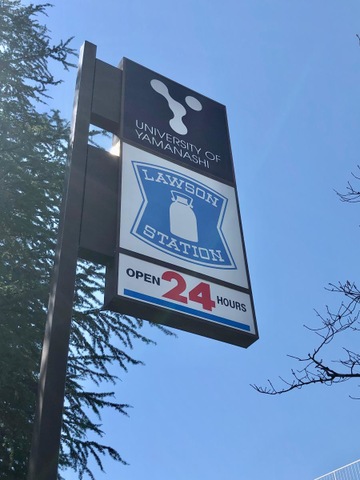 UNIVERSITY OF
YAMANASHI
LAWSON
STATION
OPEN 24 HOURS